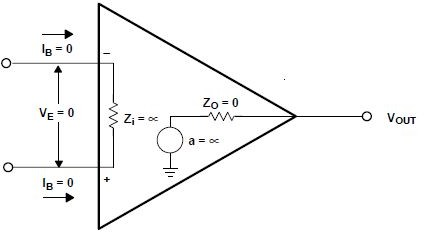 I_B = 0
–
V_E = 0
Z_i = ∝
Z_O = 0
a = ∝
V_OUT
+
I_B = 0